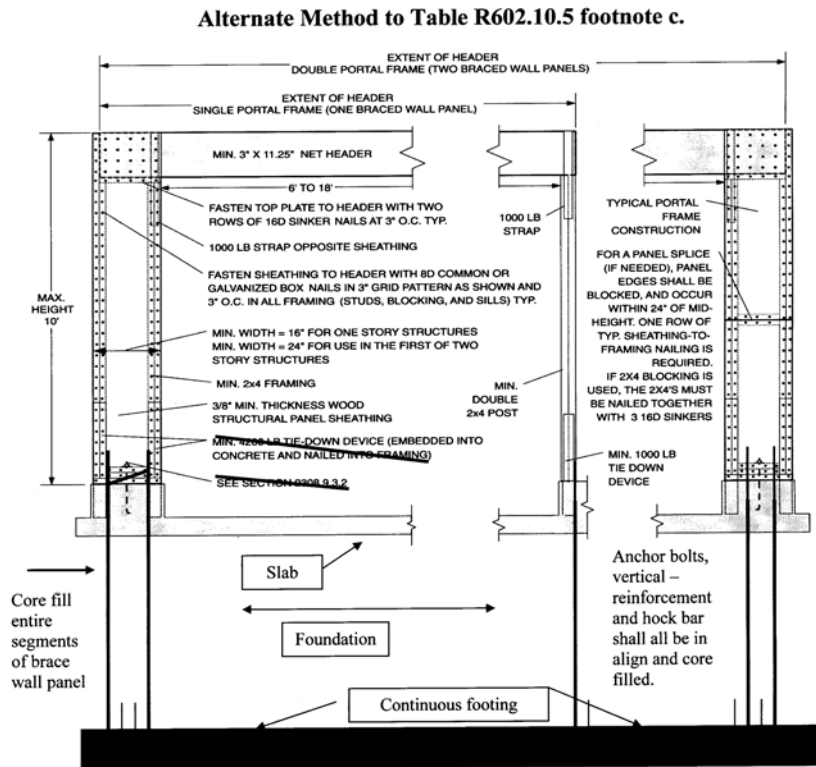 Alternate Method to Table R602.10.5 footnote c.
EXTENT OF HEADER
DOUBLE PORTAL FRAME (TWO BRACED WALL PANELS)
EXTENT OF HEADER
SINGLE PORTAL FRAME (ONE BRACED WALL PANEL)
MIN. 3" X 11.25" NET HEADER
6' TO 18'
FASTEN TOP PLATE TO HEADER WITH TWO
ROWS OF 16D SINKER NAILS AT 3" O.C. TYP.
1000 LB STRAP OPPOSITE SHEATHING
FASTEN SHEATHING TO HEADER WITH 8D COMMON OR
GALVANIZED BOX NAILS IN 3" GRID PATTERN AS SHOWN AND
3" O.C. IN ALL FRAMING (STUDS, BLOCKING, AND SILLS) TYP.
MAX.
HEIGHT
10'
MIN. WIDTH = 16" FOR ONE STORY STRUCTURES
MIN. WIDTH = 24" FOR USE IN THE FIRST OF TWO
STORY STRUCTURES
MIN. 2x4 FRAMING
3/8" MIN. THICKNESS WOOD
STRUCTURAL PANEL SHEATHING
MIN. 4200 LB TIE-DOWN DEVICE (EMBEDDED INTO
CONCRETE AND NAILED INTO FRAMING)
SEE SECTION 2308.9.3.2
1000 LB
STRAP
MIN.
DOUBLE
2x4 POST
MIN. 1000 LB
TIE DOWN
DEVICE
TYPICAL PORTAL
FRAME
CONSTRUCTION
FOR A PANEL SPLICE
(IF NEEDED), PANEL
EDGES SHALL BE
BLOCKED, AND OCCUR
WITHIN 24" OF MID-
HEIGHT. ONE ROW OF
TYP. SHEATHING-TO-
FRAMING NAILING IS
REQUIRED.
IF 2X4 BLOCKING IS
USED, THE 2X4'S MUST
BE NAILED TOGETHER
WITH 3 16D SINKERS
Slab
Foundation
Continuous footing
Core fill
entire
segments
of brace
wall panel
Anchor bolts,
vertical –
reinforcement
and hock bar
shall all be in
align and core
filled.